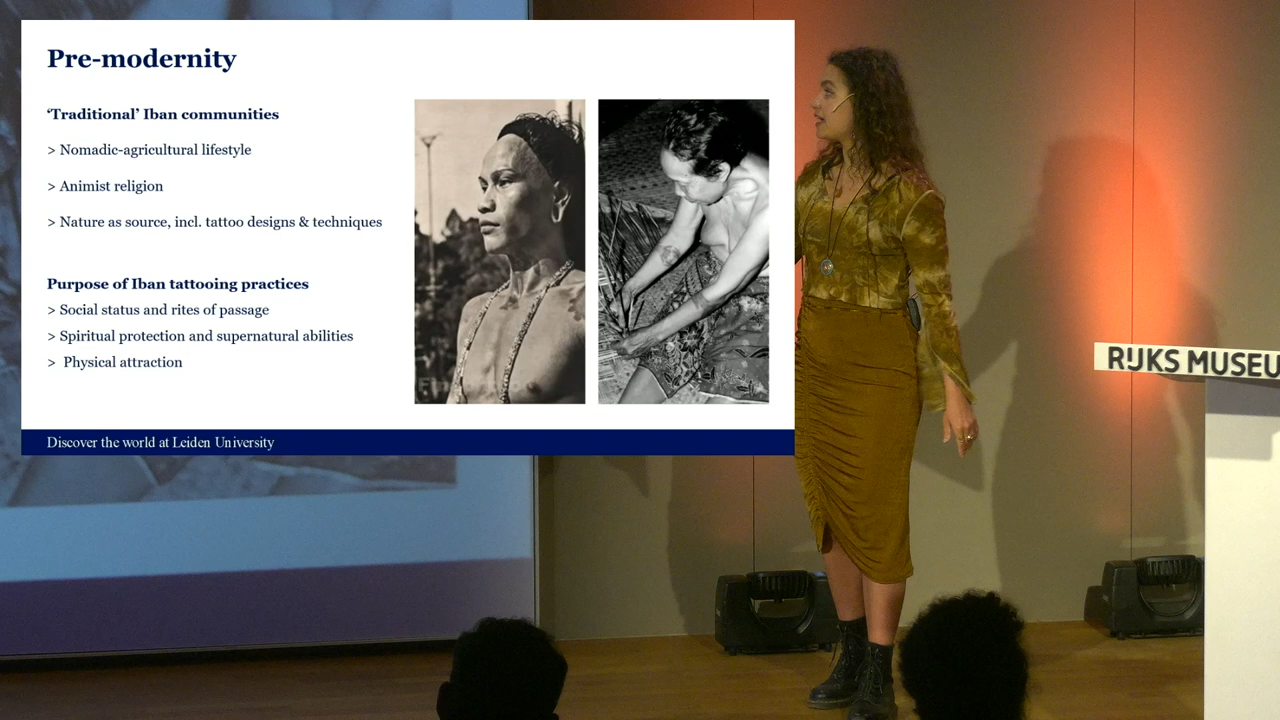 Pre-modernity
‘Traditional’ Iban communities
> Nomadic-agricultural lifestyle
> Animist religion
> Nature as source, incl. tattoo designs & techniques
Purpose of Iban tattooing practices
> Social status and rites of passage
> Spiritual protection and supernatural abilities
> Physical attraction
Discover the world at Leiden University
RIJKS MUSEU